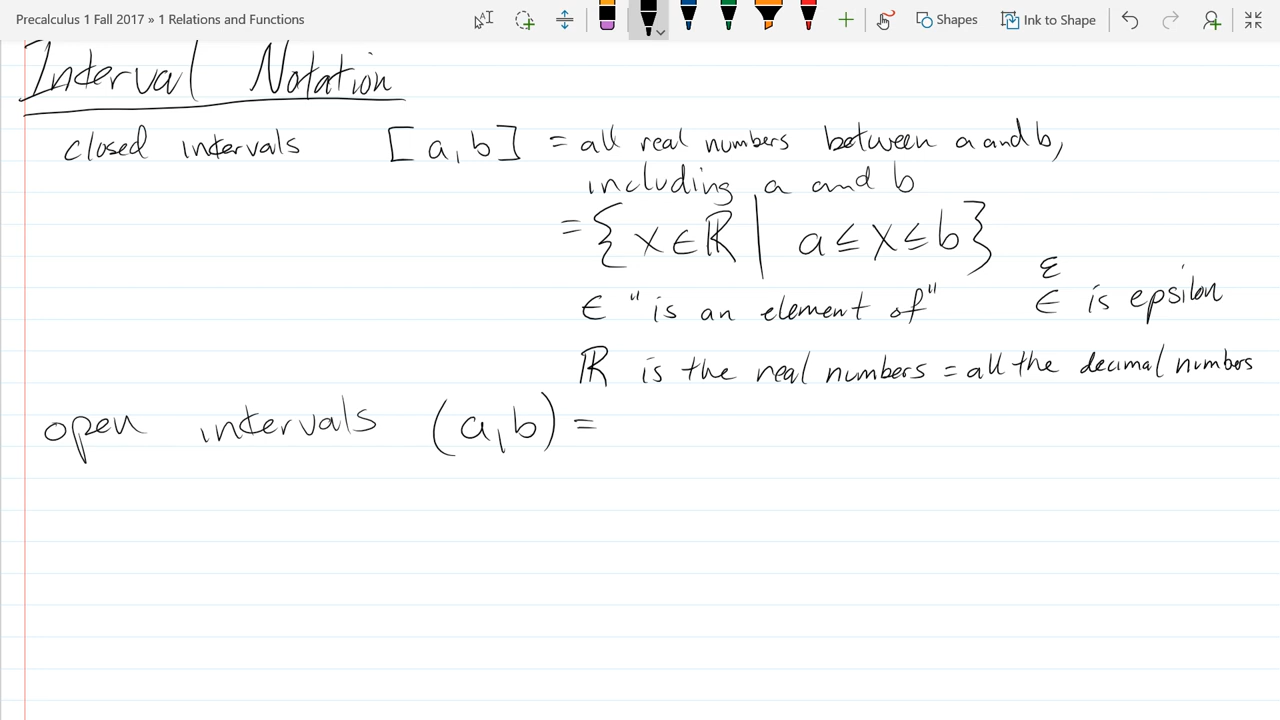 Precalculus 1 Fall 2017 » 1 Relations and Functions
Shapes
Ink to Shape
Interval Notation
closed intervals [a,b] = all real numbers between a and b,
including a and b
= {x∈ℝ | a≤x≤b}
ε
∈ "is an element of" ∈ is epsilon
ℝ is the real numbers = all the decimal numbers
open intervals (a,b) =